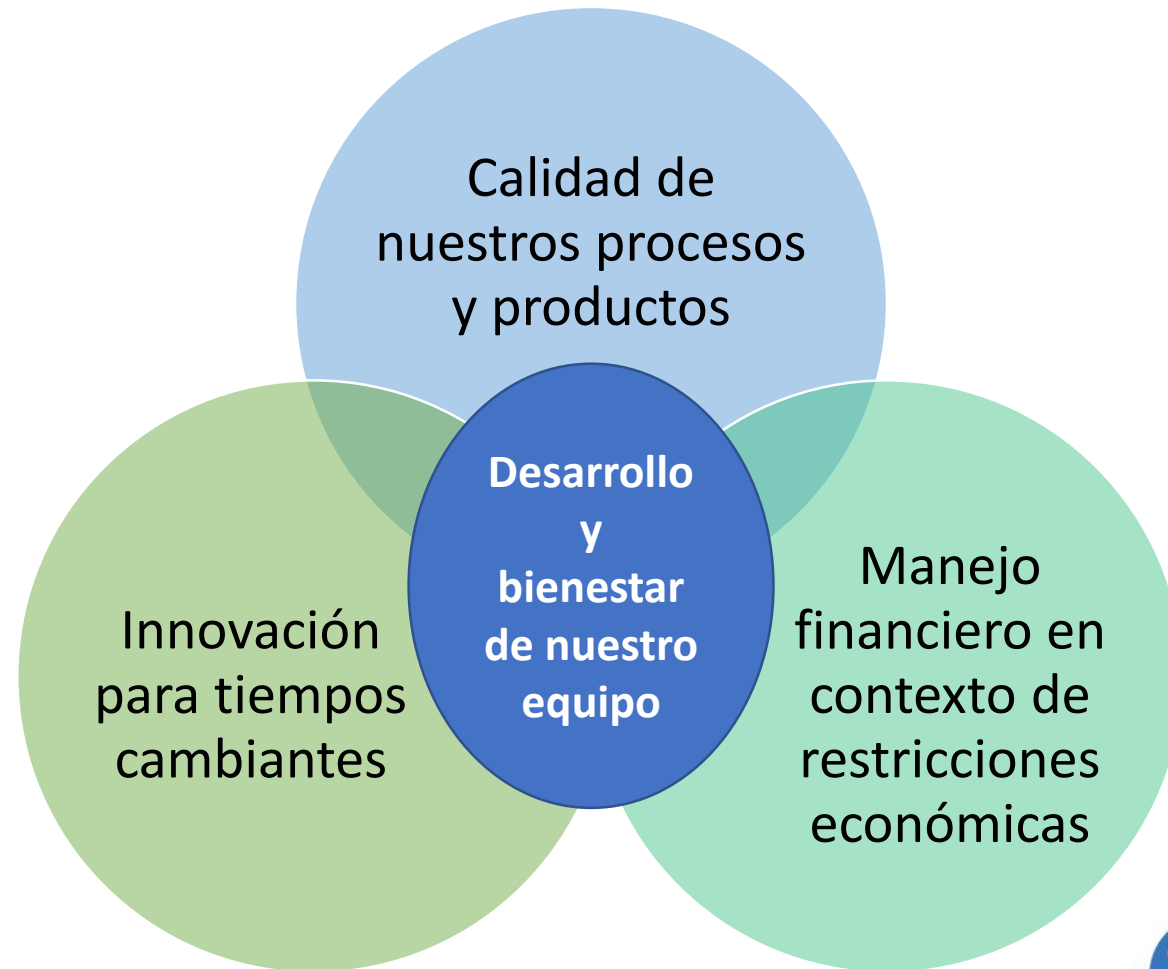 Calidad de
nuestros procesos
y productos
Desarrollo
y
bienestar
de nuestro
equipo
Innovación
para tiempos
cambiantes
Manejo
financiero en
contexto de
restricciones
económicas